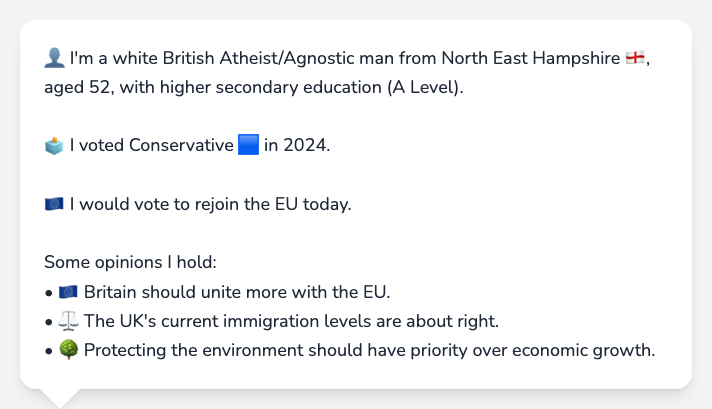 👤 I'm a white British Atheist/Agnostic man from North East Hampshire 🏴󠁧󠁢󠁥󠁮󠁧󠁿,
aged 52, with higher secondary education (A Level).
🗳️ I voted Conservative 🟦 in 2024.
🇪🇺 I would vote to rejoin the EU today.
Some opinions I hold:
• 🇪🇺 Britain should unite more with the EU.
• ⚖️ The UK's current immigration levels are about right.
• 🌳 Protecting the environment should have priority over economic growth.